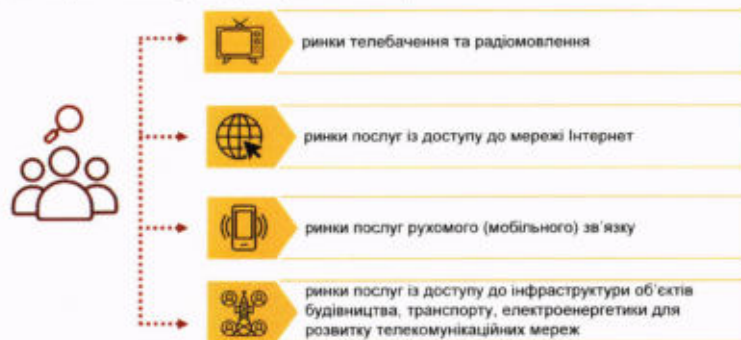 ринки телебачення та радіомовлення
ринки послуг із доступу до мережі Інтернет
ринки послуг рухомого (мобільного) зв'язку
ринки послуг із доступу до інфраструктури об'єктів
будівництва, транспорту, електроенергетики для
розвитку телекомунікаційних мереж